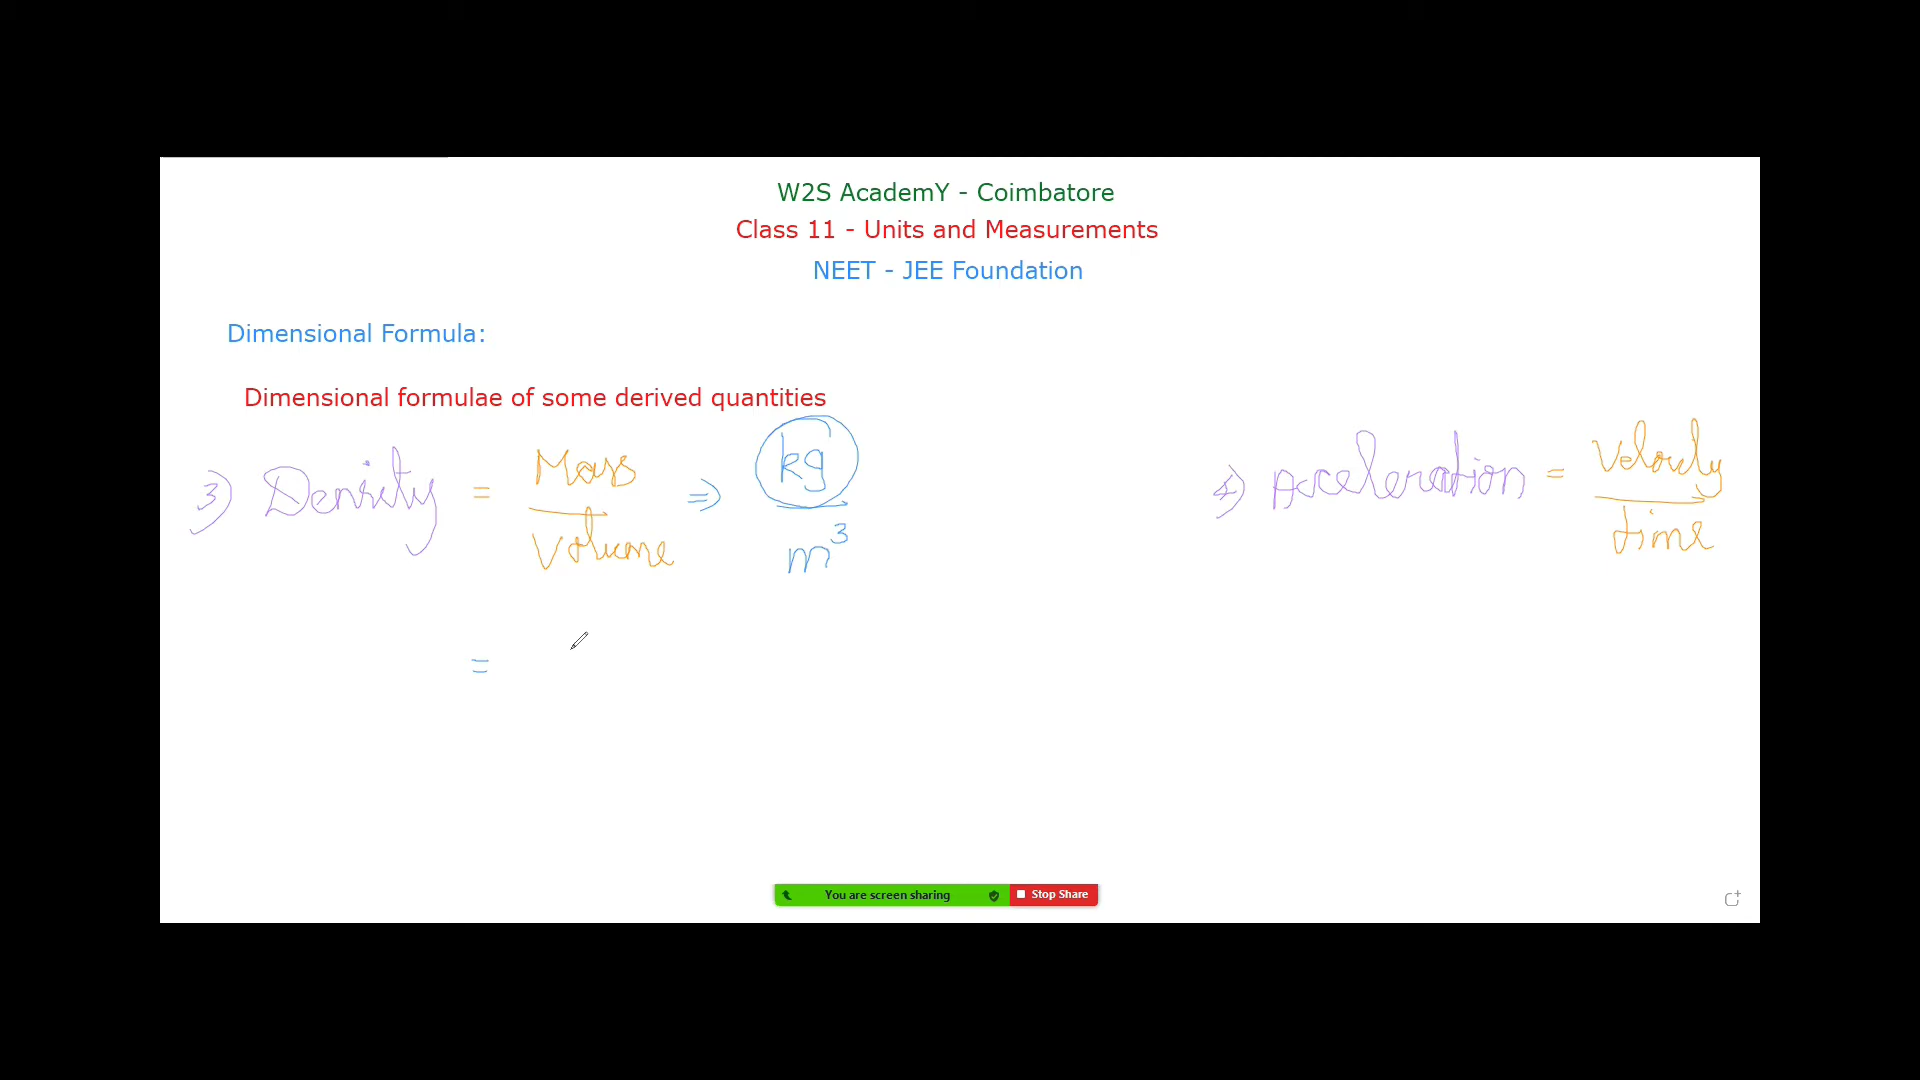 W2S AcademY - Coimbatore
Class 11 - Units and Measurements
NEET - JEE Foundation
Dimensional Formula:
Dimensional formulae of some derived quantities
3) Density = Mass / Volume ⇒ kg / m³
4) Acceleration = Velocity / time
=
You are screen sharing
Stop Share